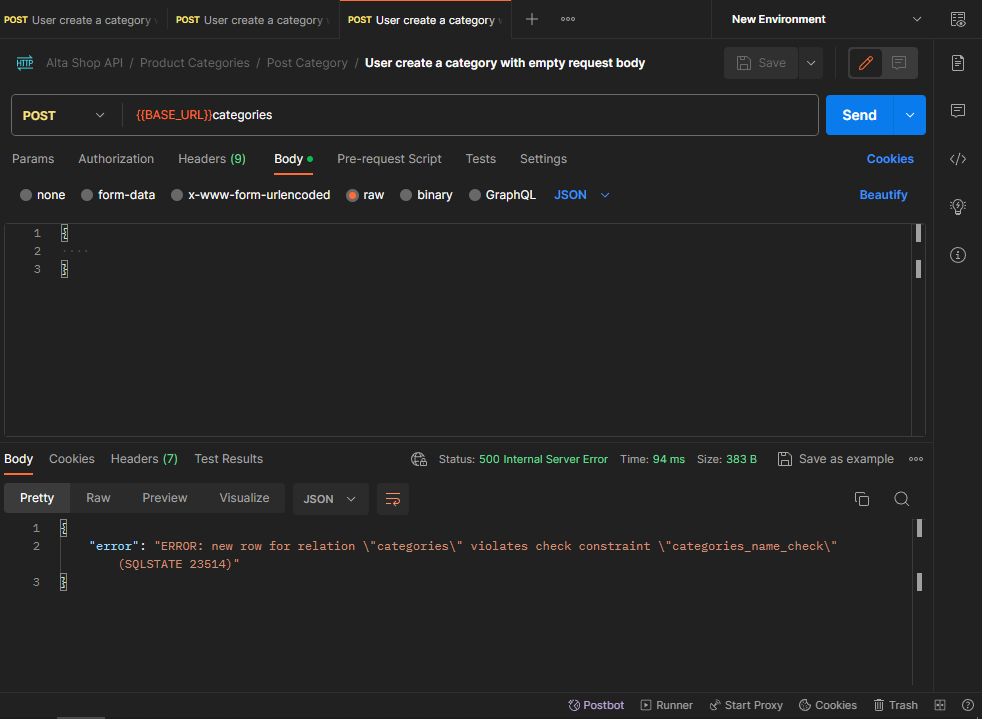 POST User create a category POST User create a category POST User create a category New Environment
HTTP Alta Shop API / Product Categories / Post Category / User create a category with empty request body Save
POST {{BASE_URL}}categories Send
Params Authorization Headers (9) Body Pre-request Script Tests Settings Cookies
none form-data x-www-form-urlencoded raw binary GraphQL JSON Beautify
1 {
2 ····
3 }
Body Cookies Headers (7) Test Results Status: 500 Internal Server Error Time: 94 ms Size: 383 B Save as example
Pretty Raw Preview Visualize JSON
1 {
2 "error": "ERROR: new row for relation \"categories\" violates check constraint \"categories_name_check\"
(SQLSTATE 23514)"
3 }
Postbot Runner Start Proxy Cookies Trash